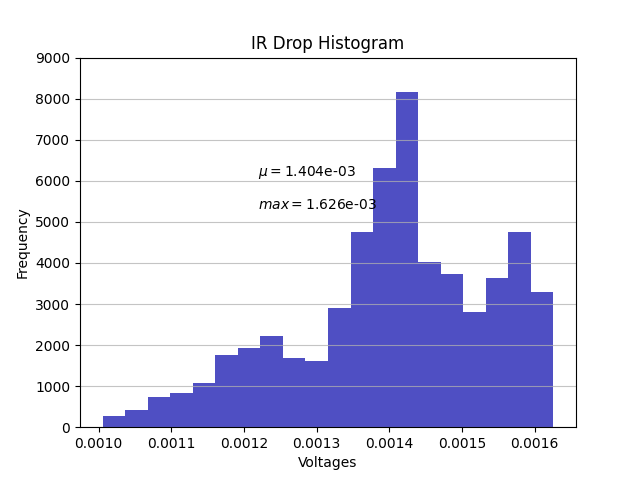 IR Drop Histogram
9000
8000
7000
6000
5000
4000
3000
2000
1000
0
Frequency
μ = 1.404e-03
max = 1.626e-03
0.0010 0.0011 0.0012 0.0013 0.0014 0.0015 0.0016
Voltages